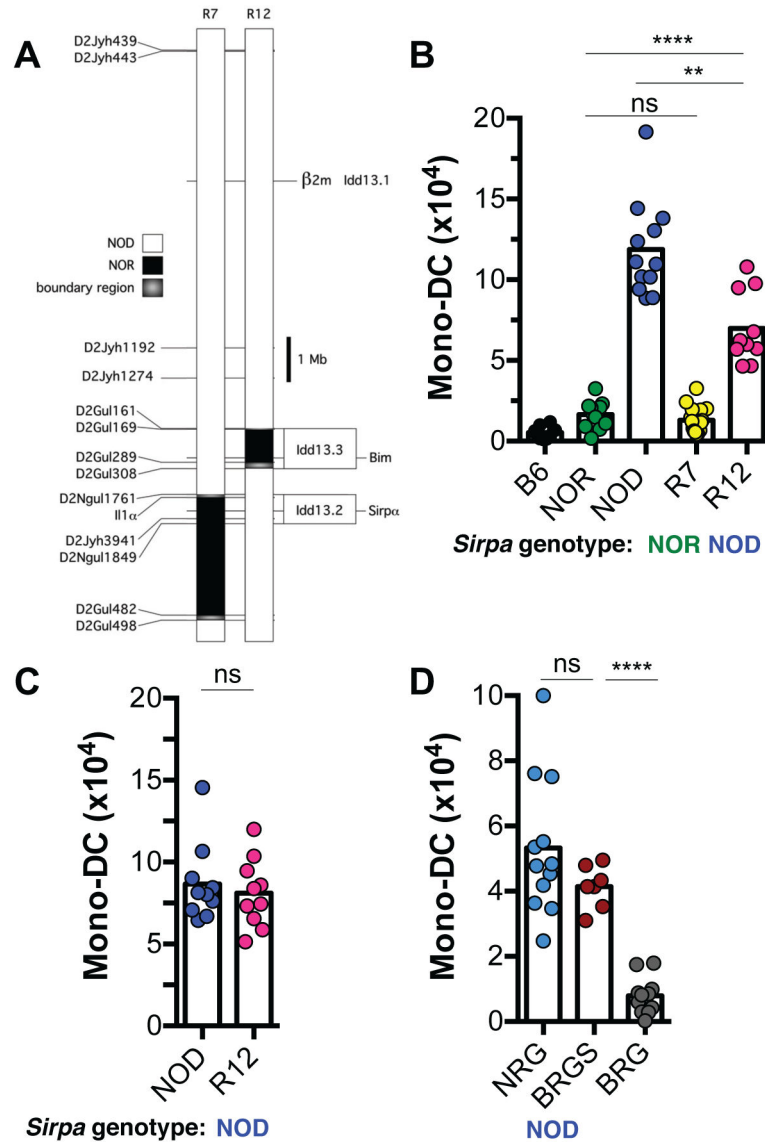 A
R7 R12
D2Jyh439
D2Jyh443
β2m Idd13.1
NOD
NOR
boundary region
D2Jyh1192
1 Mb
D2Jyh1274
D2Gul161
D2Gul169
Idd13.3
D2Gul289
Bim
D2Gul308
D2Ngul1761
Il1α
Idd13.2
Sirpα
D2Jyh3941
D2Ngul1849
D2Gul482
D2Gul498
B
****
**
ns
Mono-DC (x10⁴)
20
15
10
5
0
B6 NOR NOD R7 R12
Sirpa genotype: NOR NOD
C
ns
Mono-DC (x10⁴)
20
15
10
5
0
NOD R12
Sirpa genotype: NOD
D
ns ****
Mono-DC (x10⁴)
10
8
6
4
2
0
NRG BRGS BRG
NOD